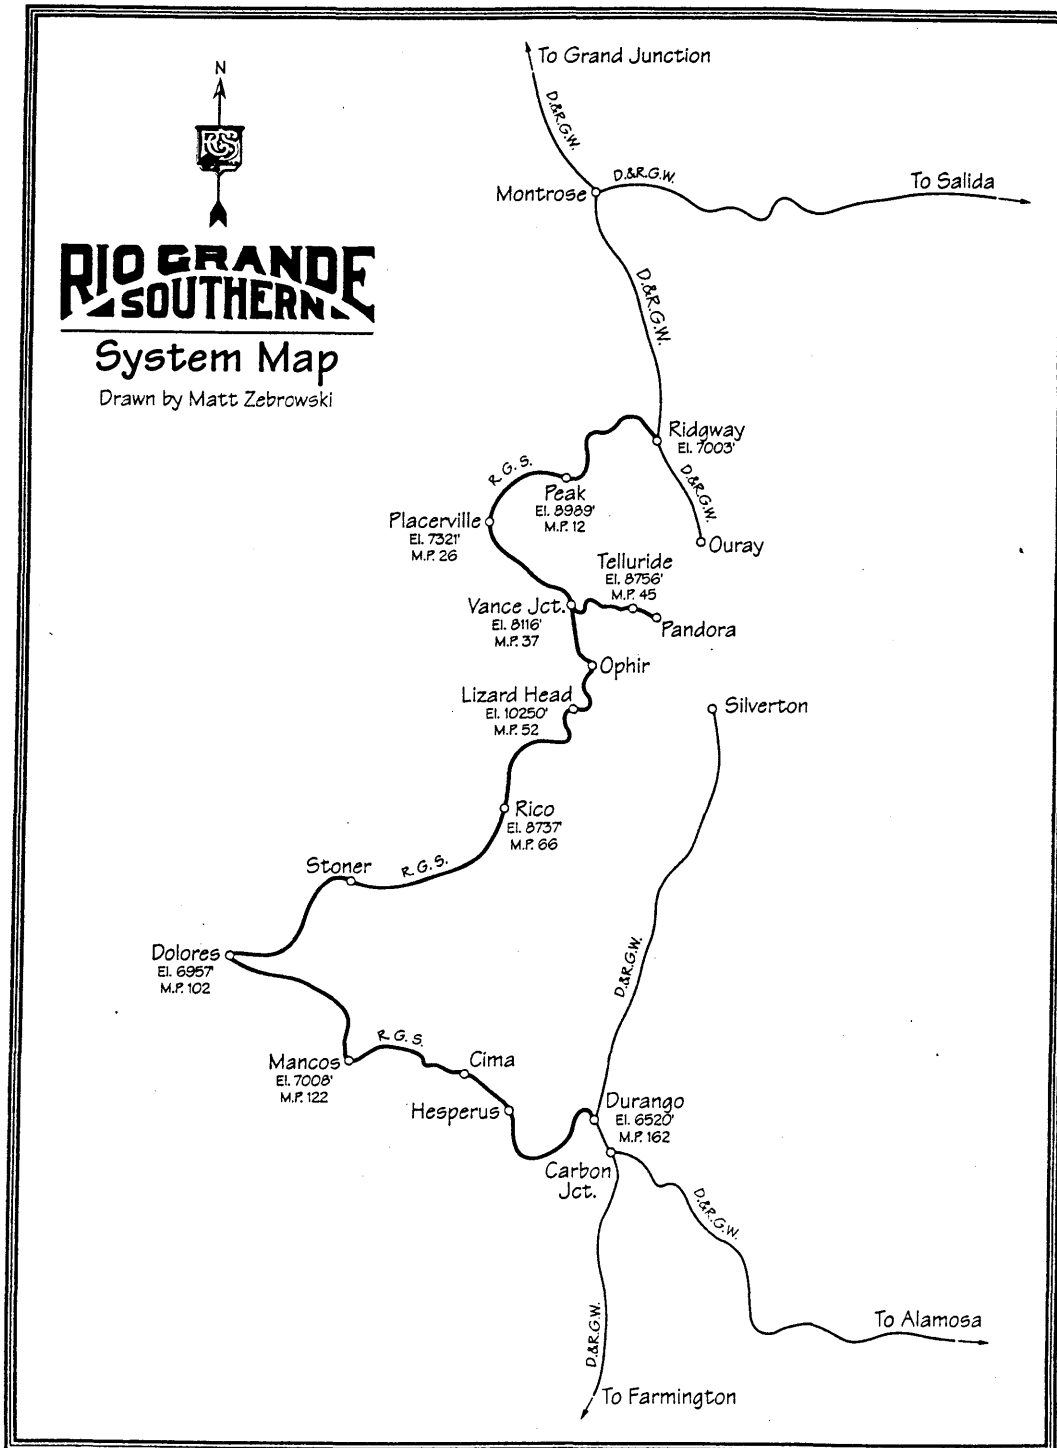 To Grand Junction
N
D.&R.G.W.
RGS
Montrose
D.&R.G.W.
To Salida
RIO GRANDE
SOUTHERN
D.&R.G.W.
System Map
Drawn by Matt Zebrowski
Ridgway
El. 7003'
R.G.S.
D.&R.G.W.
Peak
El. 8989'
M.P. 12
Placerville
El. 7321'
M.P. 26
Ouray
Telluride
El. 8756'
M.P. 45
Vance Jct.
El. 8116'
M.P. 37
Pandora
Ophir
Lizard Head
El. 10250'
M.P. 52
Silverton
Rico
El. 8737'
M.P. 66
Stoner
R.G.S.
Dolores
El. 6957'
M.P. 102
D.&R.G.W.
R.G.S.
Mancos
El. 7008'
M.P. 122
Cima
Hesperus
Durango
El. 6520'
M.P. 162
Carbon
Jct.
D.&R.G.W.
D.&R.G.W.
To Alamosa
To Farmington